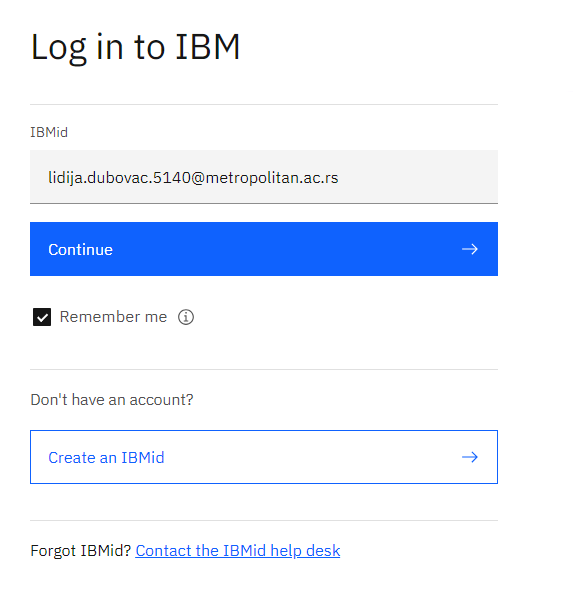 Log in to IBM
IBMid
lidija.dubovac.5140@metropolitan.ac.rs
Continue
Remember me
Don't have an account?
Create an IBMid
Forgot IBMid? Contact the IBMid help desk